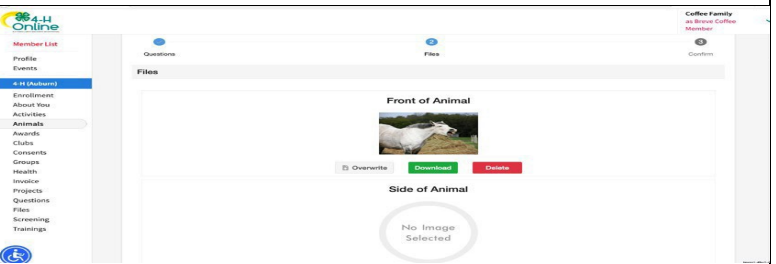 4-H
Online
Coffee Family
as Breve Coffee
Member
Member List
Profile
Events
4-H (Auburn)
Enrollment
About You
Activities
Animals
Awards
Clubs
Consents
Groups
Health
Invoice
Projects
Questions
Files
Screening
Trainings
2
3
Questions
Files
Confirm
Files
Front of Animal
Overwrite
Download
Delete
Side of Animal
No Image
Selected